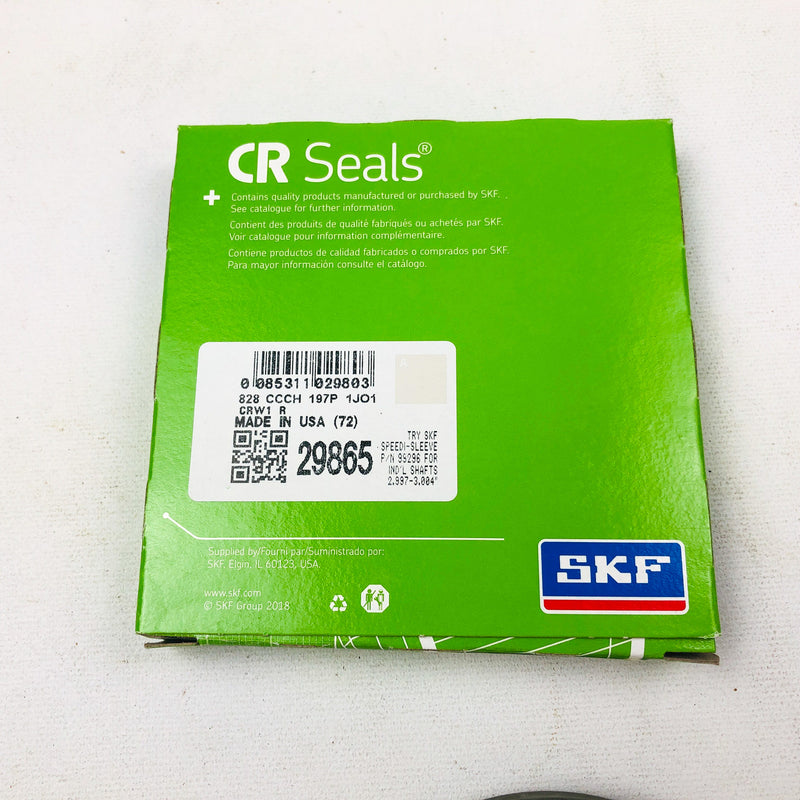 CR Seals®
Contains quality products manufactured or purchased by SKF.
See catalogue for further information.
Contient des produits de qualité fabriqués ou achetés par SKF.
Voir catalogue pour information complémentaire.
Contiene productos de calidad fabricados o comprados por SKF.
Para mayor información consulte el catálogo.
0 085311 029803
828 CCCH 197P 1JO1
CRW1 R
MADE IN USA (72)
29865
TRY SKF
SPEEDI-SLEEVE
P/N 99296 FOR
IND'L SHAFTS
2.997-3.004"
Supplied by/Fourni par/Suministrado por:
SKF, Elgin, IL 60123, USA
www.skf.com
© SKF Group 2018
SKF